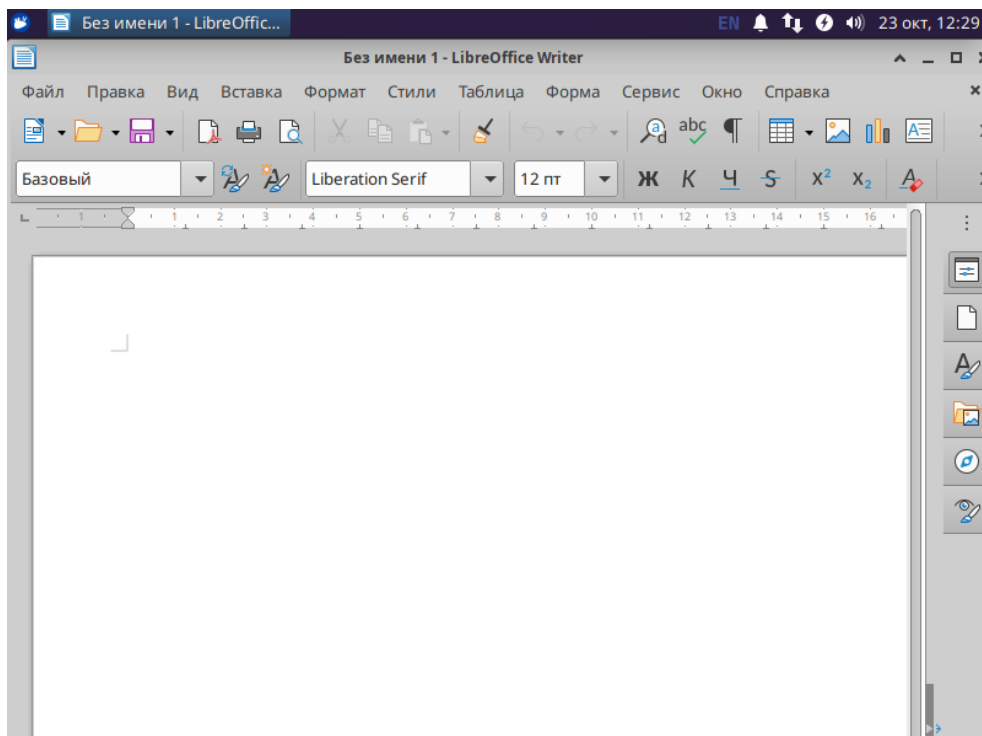 Без имени 1 - LibreOffic...
EN
23 окт, 12:29
Без имени 1 - LibreOffice Writer
Файл Правка Вид Вставка Формат Стили Таблица Форма Сервис Окно Справка
abc
Базовый Liberation Serif 12 пт Ж К Ч S X² X₂ A
1 1 2 3 4 5 6 7 8 9 10 11 12 13 14 15 16